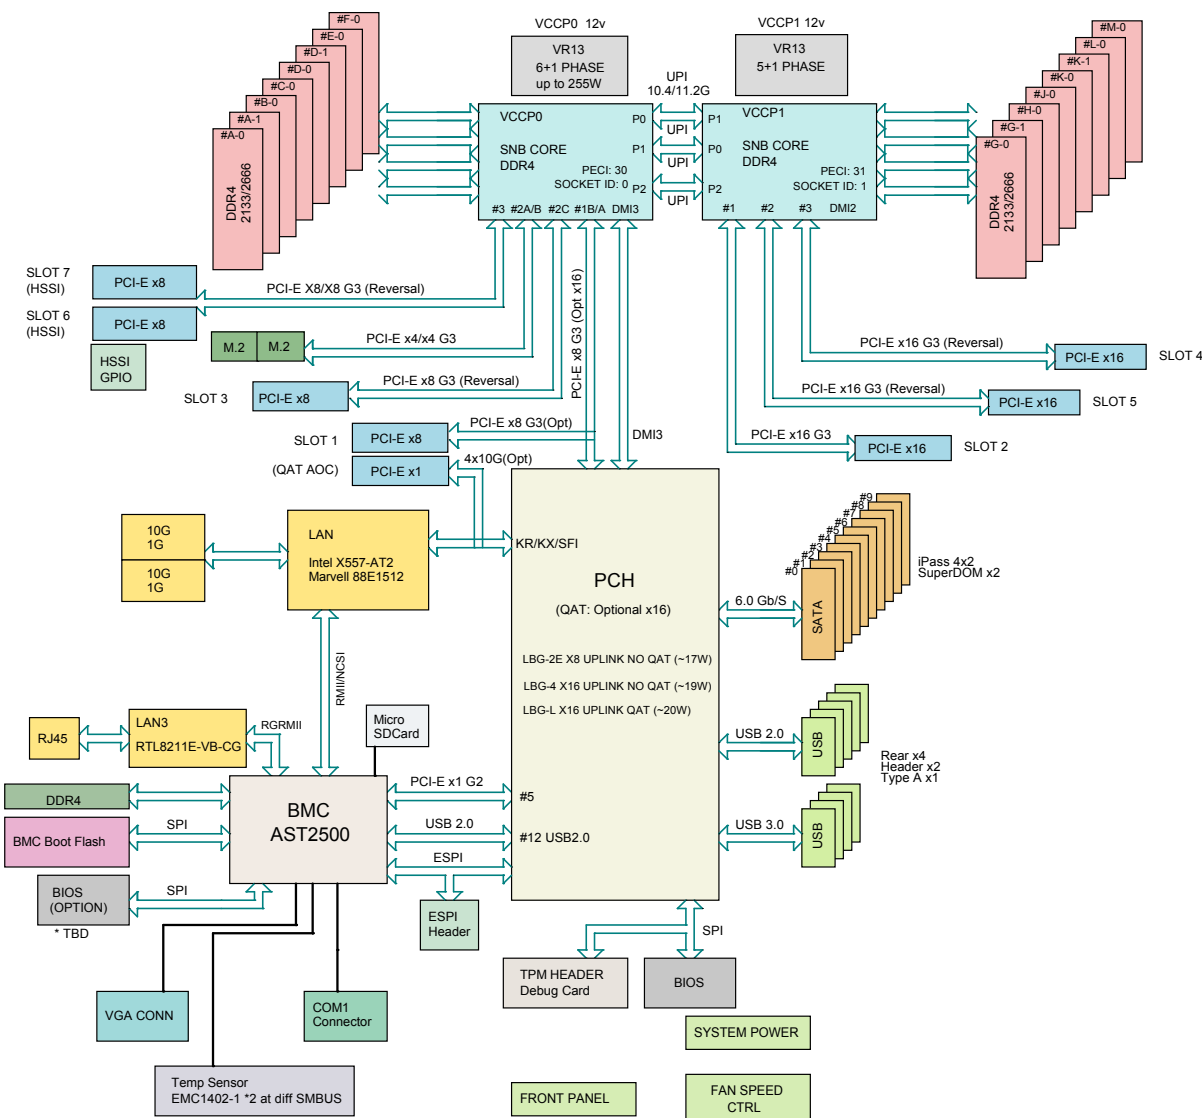 VCCP0 12v
VCCP1 12v
VR13
6+1 PHASE
up to 255W
VR13
5+1 PHASE
#F-0
#E-0
#D-1
#D-0
#C-0
#B-0
#A-1
#A-0
DDR4
2133/2666
UPI
10.4/11.2G
UPI
UPI
UPI
VCCP0
SNB CORE
DDR4
PECI: 30
SOCKET ID: 0
P0
P1
P2
#3
#2A/B
#2C
#1B/A
DMI3
VCCP1
SNB CORE
DDR4
PECI: 31
SOCKET ID: 1
P1
P0
P2
#1
#2
#3
DMI2
#M-0
#L-0
#K-1
#K-0
#J-0
#H-0
#G-1
#G-0
DDR4
2133/2666
SLOT 7
(HSSI)
PCI-E x8
PCI-E X8/X8 G3 (Reversal)
SLOT 6
(HSSI)
PCI-E x8
HSSI
GPIO
M.2
M.2
PCI-E x4/x4 G3
SLOT 3
PCI-E x8
PCI-E x8 G3 (Reversal)
PCI-E x8 G3 (Opt x16)
DMI3
SLOT 1
PCI-E x8
PCI-E x8 G3(Opt)
(QAT AOC)
PCI-E x1
4x10G(Opt)
PCI-E x16 G3 (Reversal)
PCI-E x16
SLOT 4
PCI-E x16 G3 (Reversal)
PCI-E x16
SLOT 5
PCI-E x16 G3
PCI-E x16
SLOT 2
10G
1G
10G
1G
LAN
Intel X557-AT2
Marvell 88E1512
KR/KX/SFI
PCH
(QAT: Optional x16)
LBG-2E X8 UPLINK NO QAT (~17W)
LBG-4 X16 UPLINK NO QAT (~19W)
LBG-L X16 UPLINK QAT (~20W)
#5
#12 USB2.0
6.0 Gb/S
#9
#8
#7
#6
#5
#4
#3
#2
#1
#0
SATA
iPass 4x2
SuperDOM x2
USB 2.0
USB
Rear x4
Header x2
Type A x1
USB 3.0
USB
RMII/NCSI
RJ45
LAN3
RTL8211E-VB-CG
RGRMII
Micro
SDCard
DDR4
BMC Boot Flash
SPI
BMC
AST2500
PCI-E x1 G2
USB 2.0
ESPI
BIOS
(OPTION)
SPI
* TBD
ESPI
Header
SPI
TPM HEADER
Debug Card
BIOS
VGA CONN
COM1
Connector
Temp Sensor
EMC1402-1 *2 at diff SMBUS
SYSTEM POWER
FRONT PANEL
FAN SPEED
CTRL